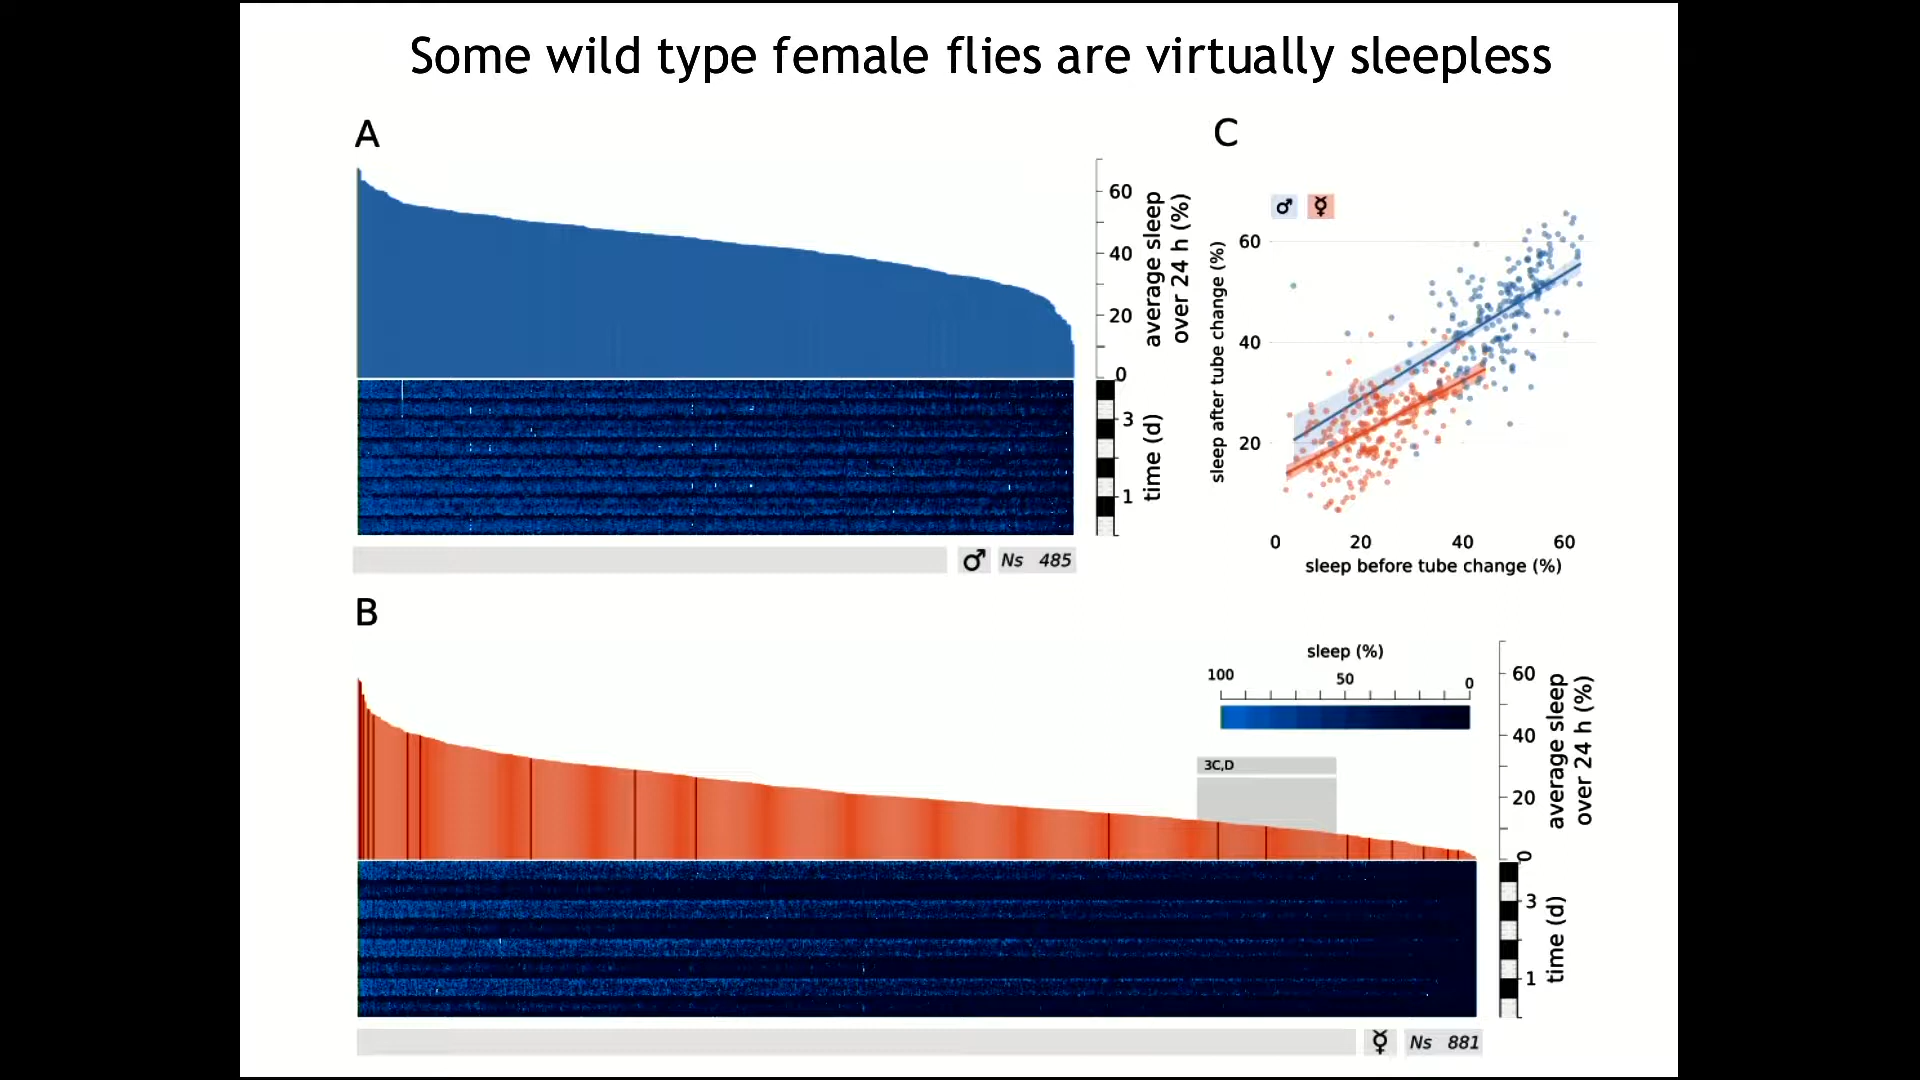 Some wild type female flies are virtually sleepless
A
60
40
20
0
average sleep
over 24 h (%)
3
1
time (d)
♂ Ns 485
C
♂ ☿
60
40
20
sleep after tube change (%)
0 20 40 60
sleep before tube change (%)
B
sleep (%)
100 50 0
3C,D
60
40
20
0
average sleep
over 24 h (%)
3
1
time (d)
☿ Ns 881